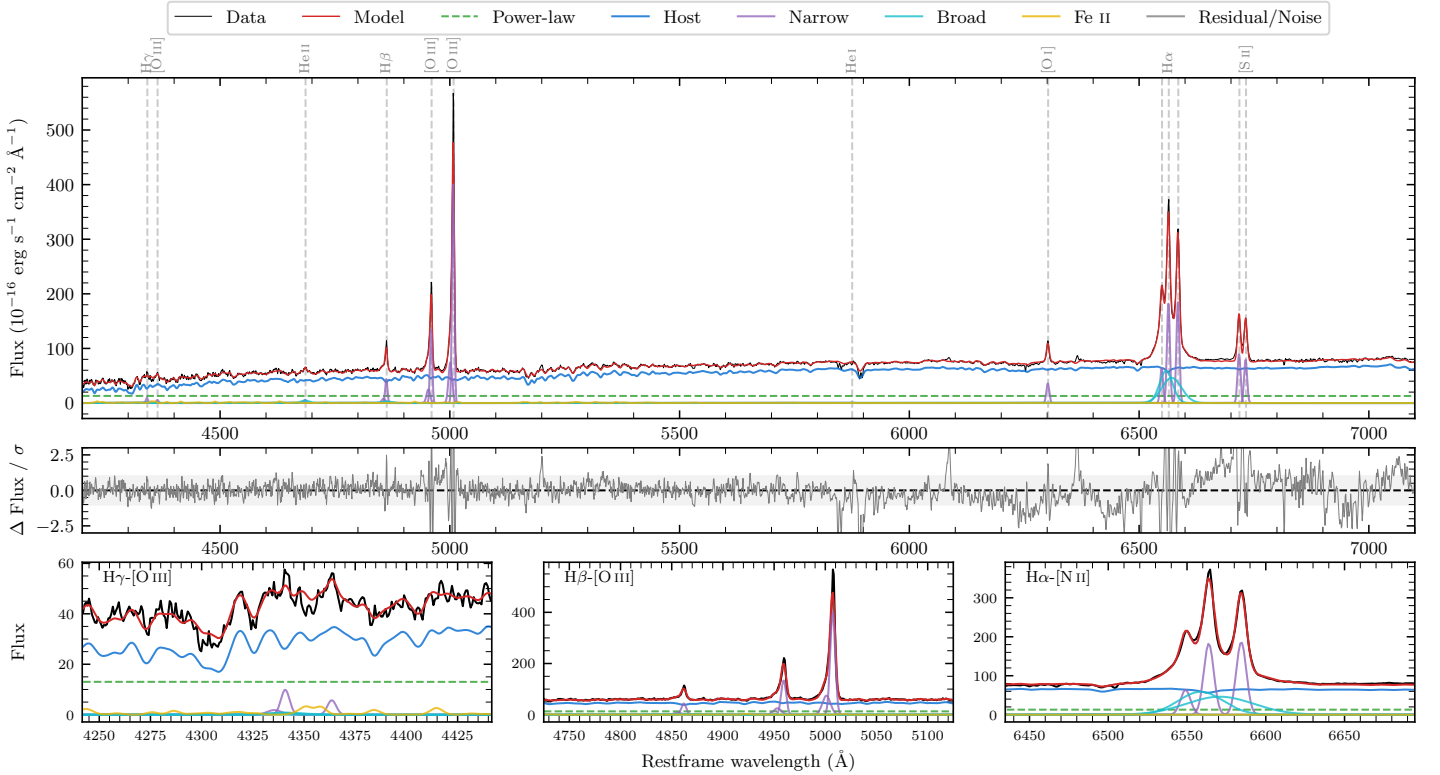 Data Model Power-law Host Narrow Broad Fe II Residual/Noise
Hγ [O III] He II Hβ [O III] [O III] He I [O I] Hα [S II]
Flux (10⁻¹⁶ erg s⁻¹ cm⁻² Å⁻¹)
500
400
300
200
100
0
4500 5000 5500 6000 6500 7000
Δ Flux / σ
2.5
0.0
−2.5
4500 5000 5500 6000 6500 7000
Flux
Hγ-[O III]
60
40
20
0
4250 4275 4300 4325 4350 4375 4400 4425
Hβ-[O III]
400
200
0
4750 4800 4850 4900 4950 5000 5050 5100
Hα-[N II]
300
200
100
0
6450 6500 6550 6600 6650
Restframe wavelength (Å)